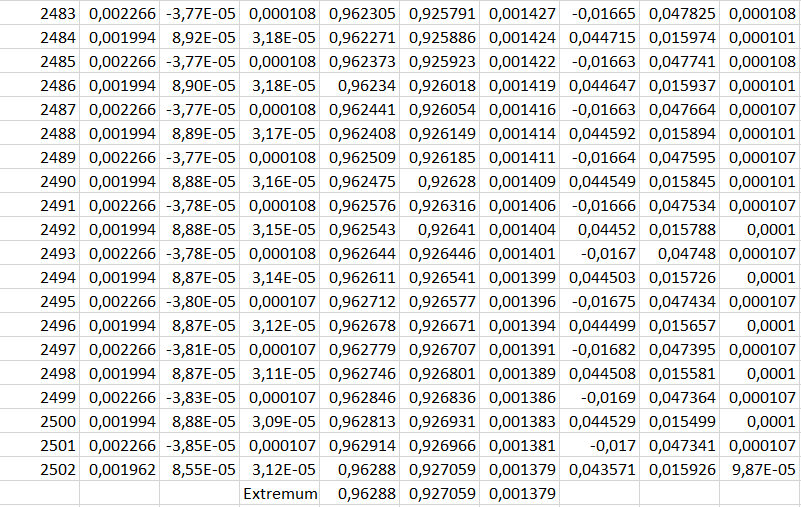 2483 0,002266 -3,77E-05 0,000108 0,962305 0,925791 0,001427 -0,01665 0,047825 0,000108
2484 0,001994 8,92E-05 3,18E-05 0,962271 0,925886 0,001424 0,044715 0,015974 0,000101
2485 0,002266 -3,77E-05 0,000108 0,962373 0,925923 0,001422 -0,01663 0,047741 0,000108
2486 0,001994 8,90E-05 3,18E-05 0,96234 0,926018 0,001419 0,044647 0,015937 0,000101
2487 0,002266 -3,77E-05 0,000108 0,962441 0,926054 0,001416 -0,01663 0,047664 0,000107
2488 0,001994 8,89E-05 3,17E-05 0,962408 0,926149 0,001414 0,044592 0,015894 0,000101
2489 0,002266 -3,77E-05 0,000108 0,962509 0,926185 0,001411 -0,01664 0,047595 0,000107
2490 0,001994 8,88E-05 3,16E-05 0,962475 0,92628 0,001409 0,044549 0,015845 0,000101
2491 0,002266 -3,78E-05 0,000108 0,962576 0,926316 0,001406 -0,01666 0,047534 0,000107
2492 0,001994 8,88E-05 3,15E-05 0,962543 0,92641 0,001404 0,04452 0,015788 0,0001
2493 0,002266 -3,78E-05 0,000108 0,962644 0,926446 0,001401 -0,0167 0,04748 0,000107
2494 0,001994 8,87E-05 3,14E-05 0,962611 0,926541 0,001399 0,044503 0,015726 0,0001
2495 0,002266 -3,80E-05 0,000107 0,962712 0,926577 0,001396 -0,01675 0,047434 0,000107
2496 0,001994 8,87E-05 3,12E-05 0,962678 0,926671 0,001394 0,044499 0,015657 0,0001
2497 0,002266 -3,81E-05 0,000107 0,962779 0,926707 0,001391 -0,01682 0,047395 0,000107
2498 0,001994 8,87E-05 3,11E-05 0,962746 0,926801 0,001389 0,044508 0,015581 0,0001
2499 0,002266 -3,83E-05 0,000107 0,962846 0,926836 0,001386 -0,0169 0,047364 0,000107
2500 0,001994 8,88E-05 3,09E-05 0,962813 0,926931 0,001383 0,044529 0,015499 0,0001
2501 0,002266 -3,85E-05 0,000107 0,962914 0,926966 0,001381 -0,017 0,047341 0,000107
2502 0,001962 8,55E-05 3,12E-05 0,96288 0,927059 0,001379 0,043571 0,015926 9,87E-05
Extremum 0,96288 0,927059 0,001379